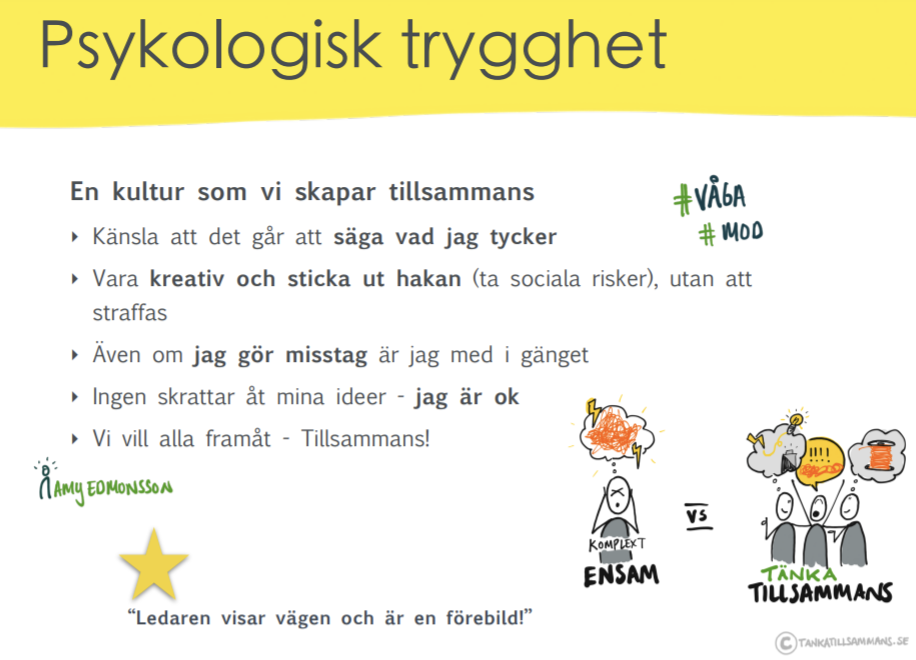 Psykologisk trygghet
En kultur som vi skapar tillsammans
#VÅGA
#MOD
‣ Känsla att det går att säga vad jag tycker
‣ Vara kreativ och sticka ut hakan (ta sociala risker), utan att
straffas
‣ Även om jag gör misstag är jag med i gänget
‣ Ingen skrattar åt mina ideer - jag är ok
‣ Vi vill alla framåt - Tillsammans!
AMY EDMONSSON
!!!!
KOMPLEXT
ENSAM
VS
TÄNKA
TILLSAMMANS
“Ledaren visar vägen och är en förebild!”
© TANKATILLSAMMANS.SE